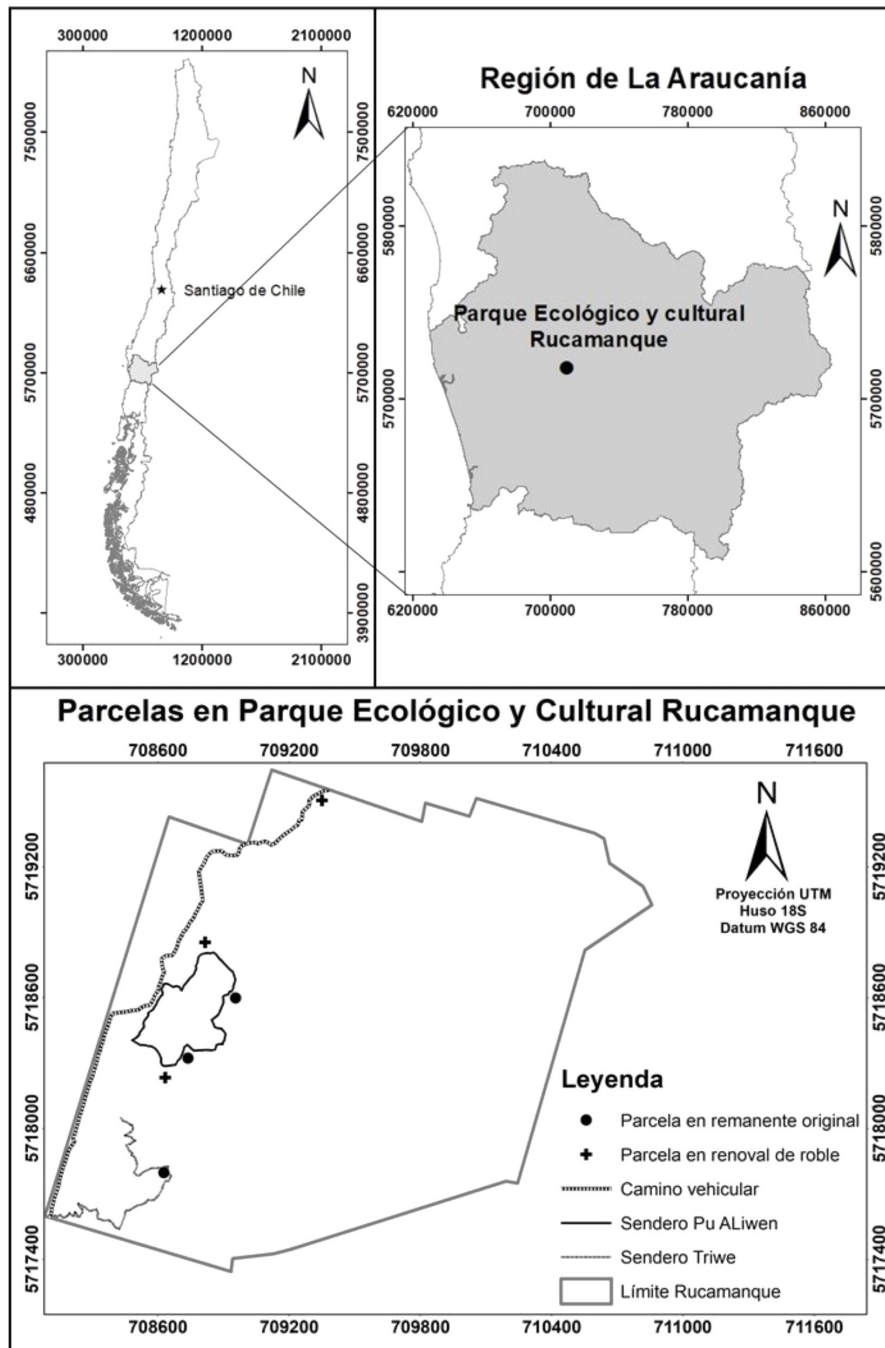 300000 1200000 2100000
N
7500000 7500000
6600000 6600000
Santiago de Chile
5700000 5700000
4800000 4800000
3900000 3900000
300000 1200000 2100000
Región de La Araucanía
620000 700000 780000 860000
N
5800000 5800000
Parque Ecológico y cultural
Rucamanque
5700000 5700000
5600000 5600000
620000 700000 780000 860000
Parcelas en Parque Ecológico y Cultural Rucamanque
708600 709200 709800 710400 711000 711600
N
Proyección UTM
Huso 18S
Datum WGS 84
5719200 5719200
5718600 5718600
5718000 5718000
5717400 5717400
Leyenda
Parcela en remanente original
Parcela en renoval de roble
Camino vehicular
Sendero Pu ALiwen
Sendero Triwe
Límite Rucamanque
708600 709200 709800 710400 711000 711600